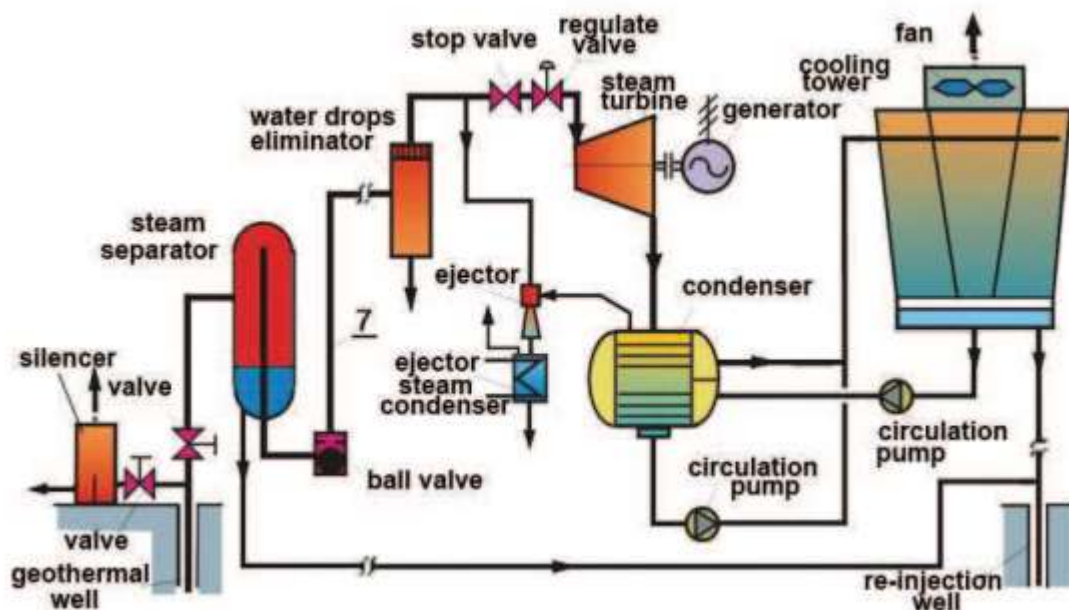 stop valve
regulate
valve
fan
cooling
tower
steam
turbine
generator
water drops
eliminator
steam
separator
ejector
condenser
7
silencer
valve
ejector
steam
condenser
circulation
pump
ball valve
circulation
pump
valve
geothermal
well
re-injection
well